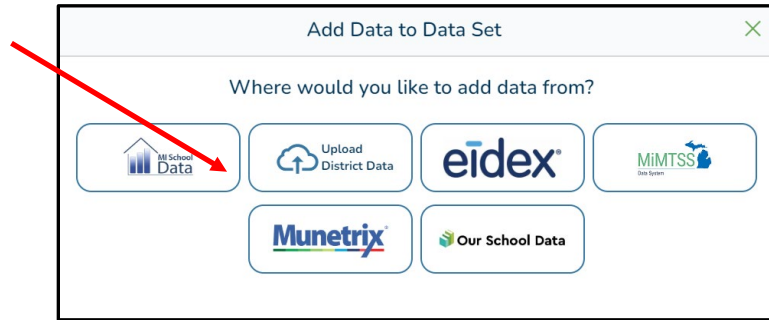 Add Data to Data Set
Where would you like to add data from?
MI School
Data
Upload
District Data
eidex
MiMTSS
Data System
Munetrix
Our School Data